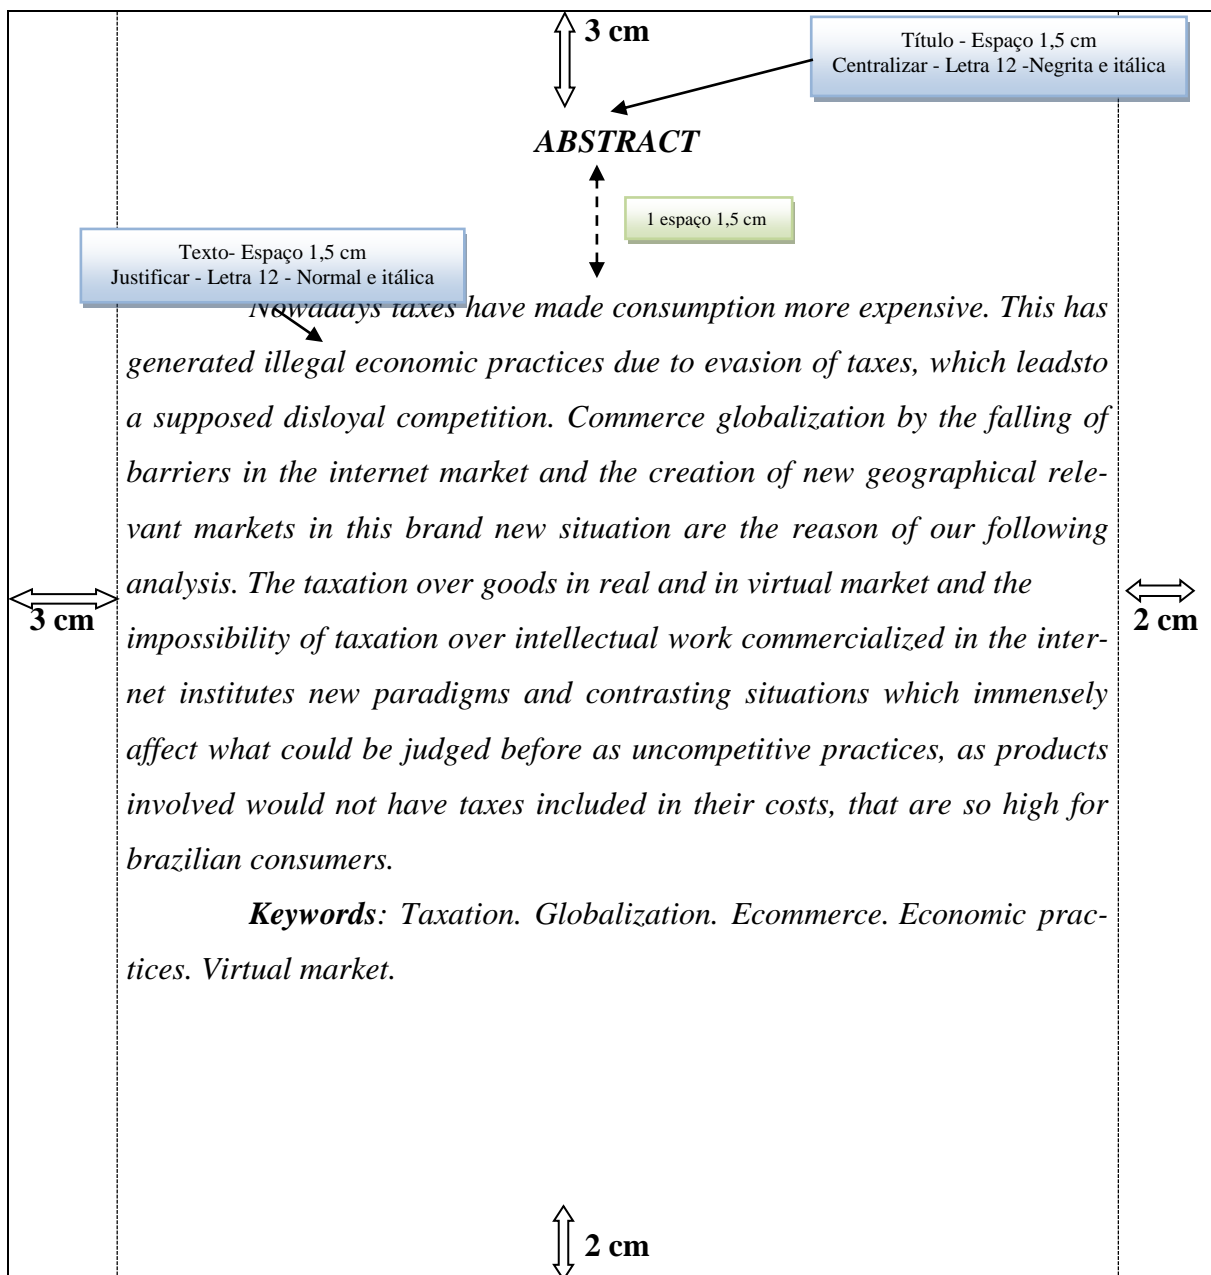 3 cm
Título - Espaço 1,5 cm
Centralizar - Letra 12 -Negrita e itálica
ABSTRACT
1 espaço 1,5 cm
Texto- Espaço 1,5 cm
Justificar - Letra 12 - Normal e itálica
Nowadays taxes have made consumption more expensive. This has
generated illegal economic practices due to evasion of taxes, which leadsto
a supposed disloyal competition. Commerce globalization by the falling of
barriers in the internet market and the creation of new geographical rele-
vant markets in this brand new situation are the reason of our following
analysis. The taxation over goods in real and in virtual market and the
3 cm
2 cm
impossibility of taxation over intellectual work commercialized in the inter-
net institutes new paradigms and contrasting situations which immensely
affect what could be judged before as uncompetitive practices, as products
involved would not have taxes included in their costs, that are so high for
brazilian consumers.
Keywords: Taxation. Globalization. Ecommerce. Economic prac-
tices. Virtual market.
2 cm